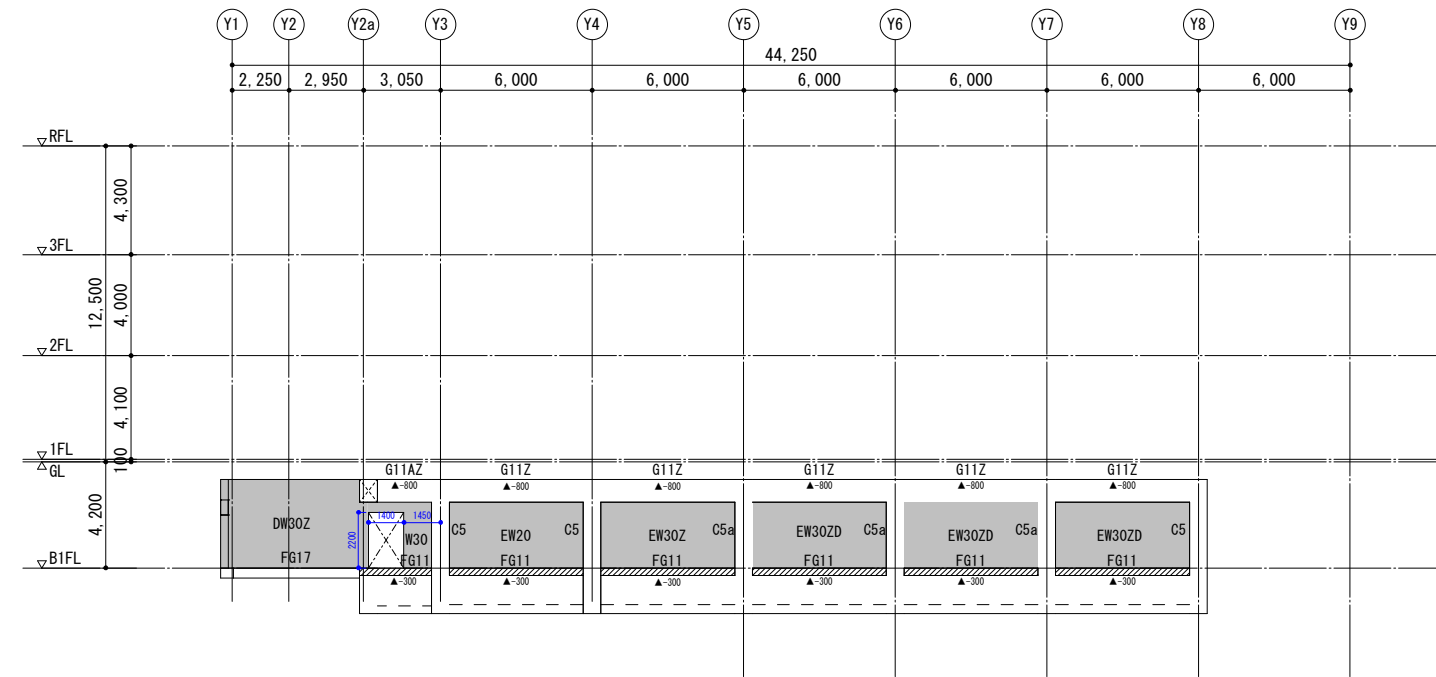 Y1 Y2 Y2a Y3 Y4 Y5 Y6 Y7 Y8 Y9
44,250
2,250 2,950 3,050 6,000 6,000 6,000 6,000 6,000 6,000
RFL
4,300
3FL
12,500
4,000
2FL
4,100
1FL
100
GL
4,200
B1FL
G11AZ G11Z G11Z G11Z G11Z G11Z
▲-800 ▲-800 ▲-800 ▲-800 ▲-800 ▲-800
1400 1450
2200
DW30Z W30 C5 EW20 C5 EW30Z C5a EW30ZD C5a EW30ZD C5a EW30ZD C5
FG17 FG11 FG11 FG11 FG11 FG11 FG11
▲-300 ▲-300 ▲-300 ▲-300 ▲-300 ▲-300